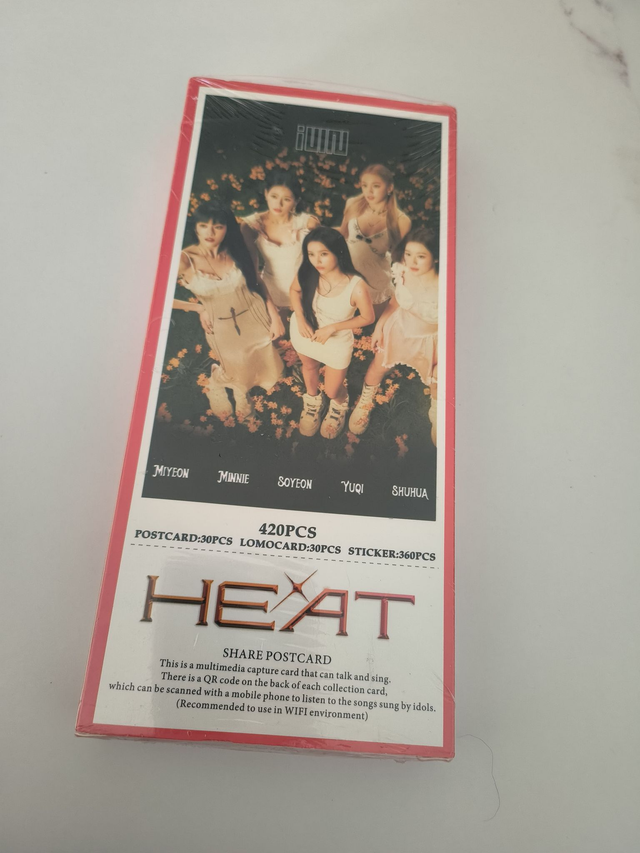 MIYEON MINNIE SOYEON YUQI SHUHUA
420PCS
POSTCARD:30PCS LOMOCARD:30PCS STICKER:360PCS
HEAT
SHARE POSTCARD
This is a multimedia capture card that can talk and sing.
There is a QR code on the back of each collection card,
which can be scanned with a mobile phone to listen to the songs sung by idols.
(Recommended to use in WIFI environment)